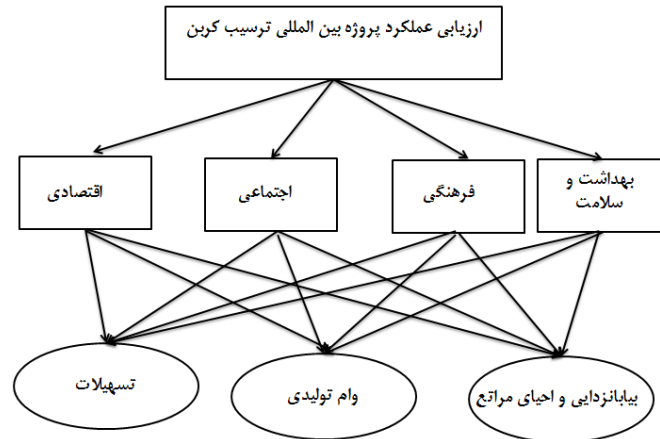 ارزیابی عملکرد پروژه بین المللی ترسیب کربن
بهداشت و
سلامت
فرهنگی
اجتماعی
اقتصادی
بیابانزدایی و احیای مراتع
وام تولیدی
تسهیلات